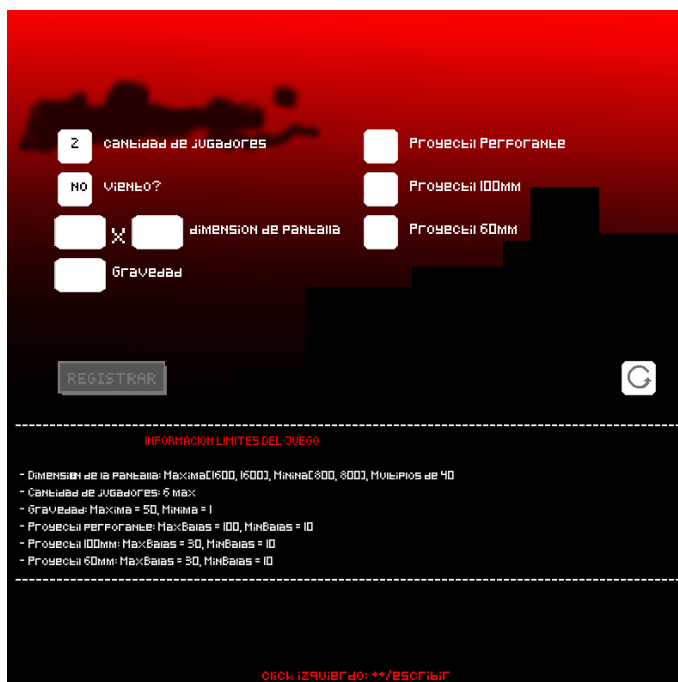 2 cantidad de jugadores
Proyectil Perforante
NO viento?
Proyectil 100mm
X dimension de Pantalla
Proyectil 60mm
Gravedad
REGISTRAR
INFORMACION LIMITES DEL JUEGO
- Dimension de la Pantalla: Maxima[1600, 1600], Minina[800, 800], Multiplos de 40
- Cantidad de jugadores: 6 max
- Gravedad: Maxima = 50, Minima = 1
- Proyectil Perforante: MaxBalas = 100, MinBalas = 10
- Proyectil 100mm: MaxBalas = 30, MinBalas = 10
- Proyectil 60mm: MaxBalas = 30, MinBalas = 10
click izquierdo: **/escribir